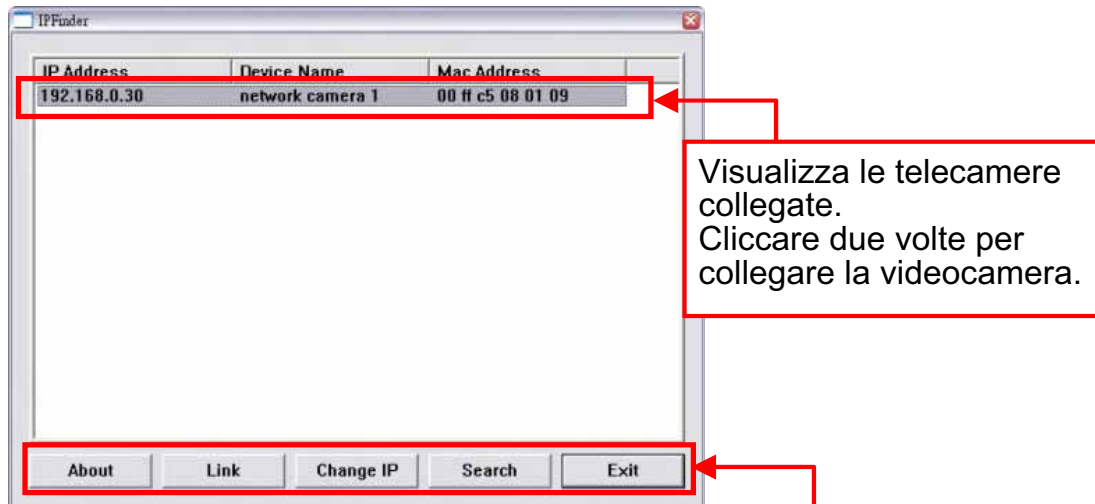 IPFinder
IP Address Device Name Mac Address
192.168.0.30 network camera 1 00 ff c5 08 01 09
Visualizza le telecamere
collegate.
Cliccare due volte per
collegare la videocamera.
About Link Change IP Search Exit